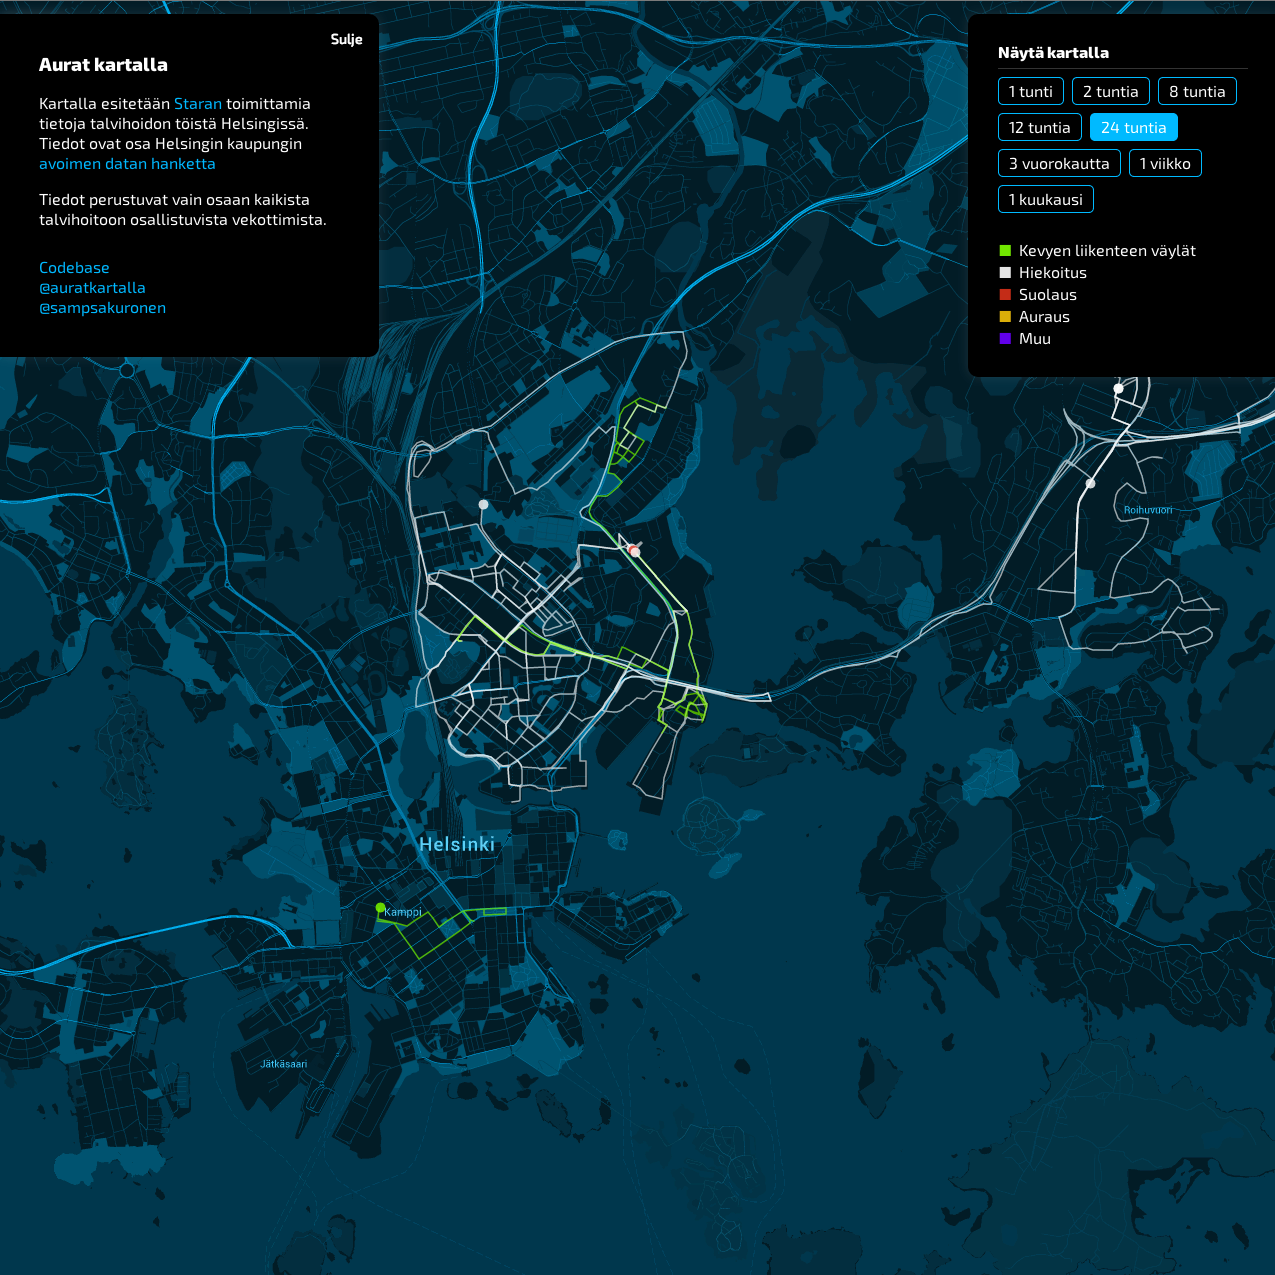 Sulje
Aurat kartalla
Kartalla esitetään Staran toimittamia
tietoja talvihoidon töistä Helsingissä.
Tiedot ovat osa Helsingin kaupungin
avoimen datan hanketta
Tiedot perustuvat vain osaan kaikista
talvihoitoon osallistuvista vekottimista.
Codebase
@auratkartalla
@sampsakuronen
Näytä kartalla
1 tunti
2 tuntia
8 tuntia
12 tuntia
24 tuntia
3 vuorokautta
1 viikko
1 kuukausi
Kevyen liikenteen väylät
Hiekoitus
Suolaus
Auraus
Muu
Roihuvuori
Helsinki
Kamppi
Jätkäsaari